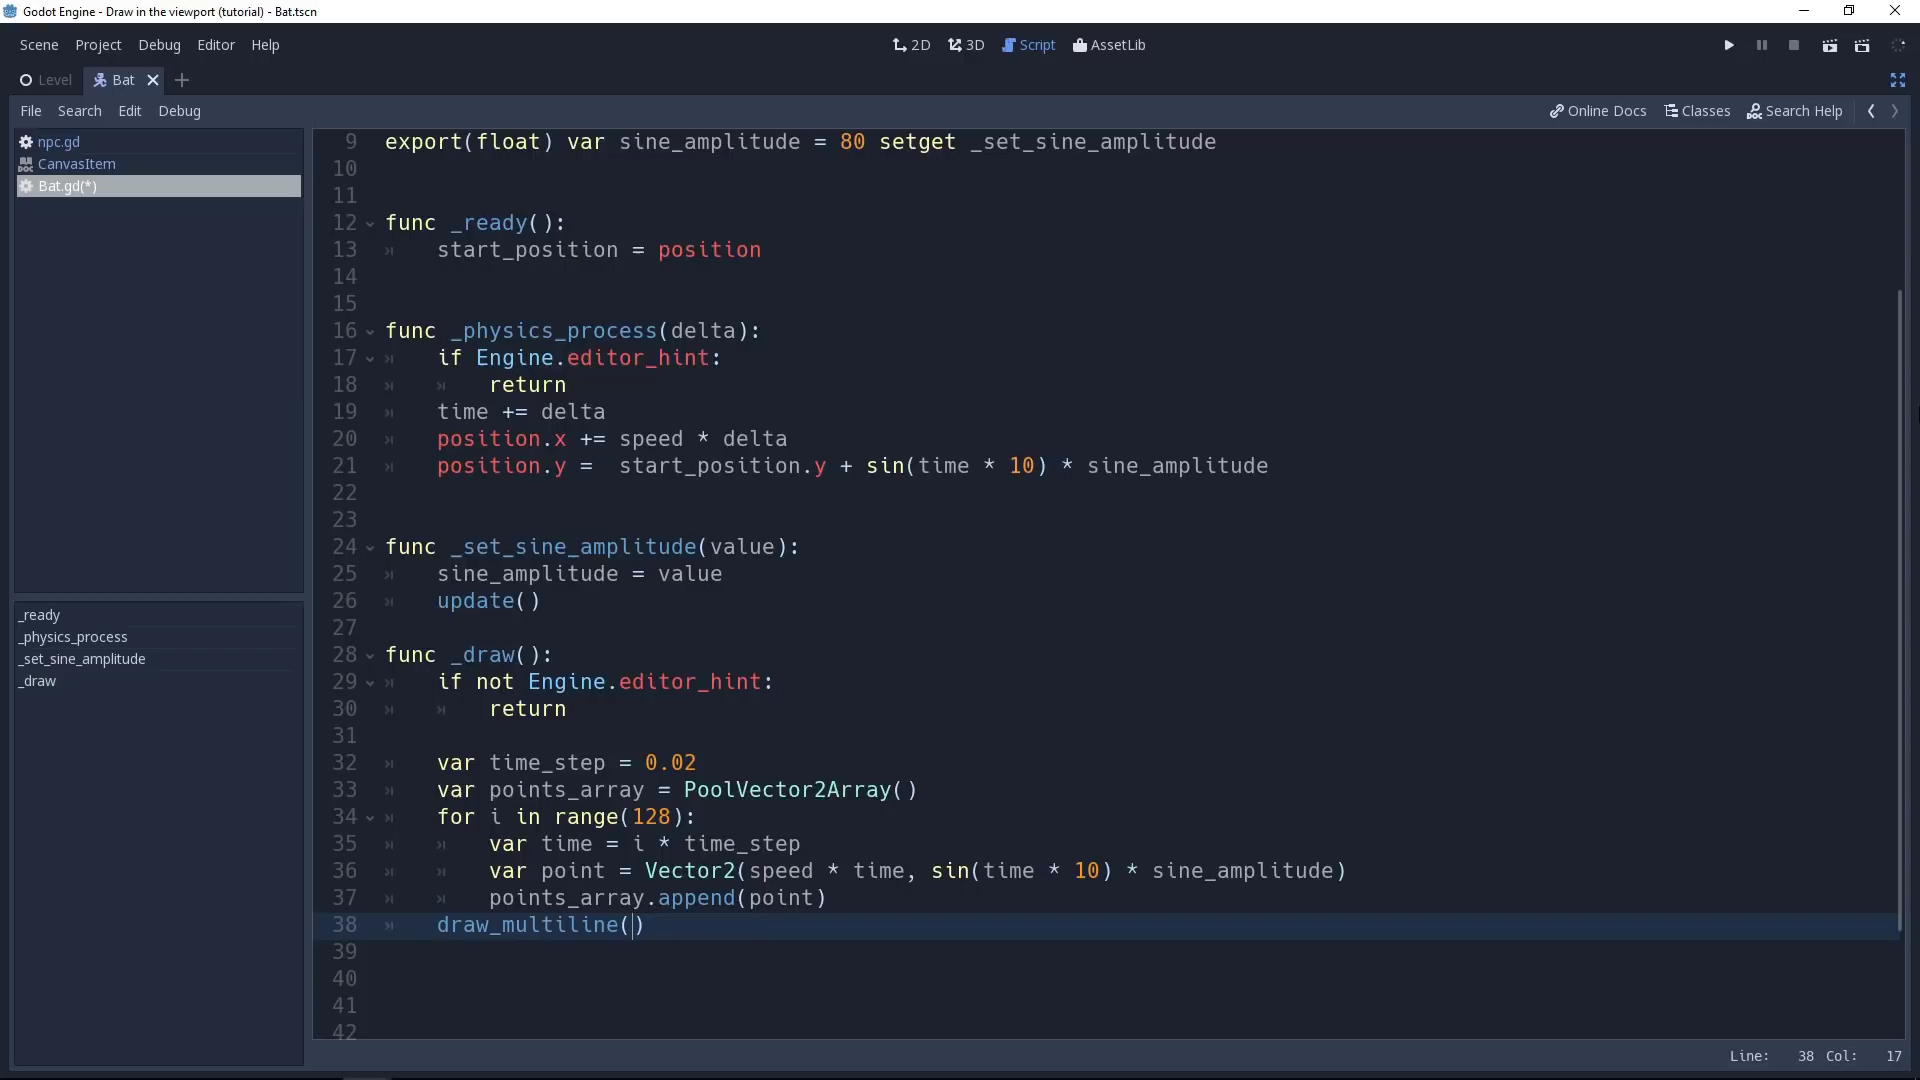 Godot Engine - Draw in the viewport (tutorial) - Bat.tscn
Scene Project Debug Editor Help
2D 3D Script AssetLib
Level Bat
File Search Edit Debug
Online Docs Classes Search Help
npc.gd
CanvasItem
Bat.gd(*)
_ready
_physics_process
_set_sine_amplitude
_draw
9 export(float) var sine_amplitude = 80 setget _set_sine_amplitude
10
11
12 func _ready():
13 start_position = position
14
15
16 func _physics_process(delta):
17 if Engine.editor_hint:
18 return
19 time += delta
20 position.x += speed * delta
21 position.y =  start_position.y + sin(time * 10) * sine_amplitude
22
23
24 func _set_sine_amplitude(value):
25 sine_amplitude = value
26 update()
27
28 func _draw():
29 if not Engine.editor_hint:
30 return
31
32 var time_step = 0.02
33 var points_array = PoolVector2Array()
34 for i in range(128):
35 var time = i * time_step
36 var point = Vector2(speed * time, sin(time * 10) * sine_amplitude)
37 points_array.append(point)
38 draw_multiline()
39
40
41
42
Line: 38 Col: 17